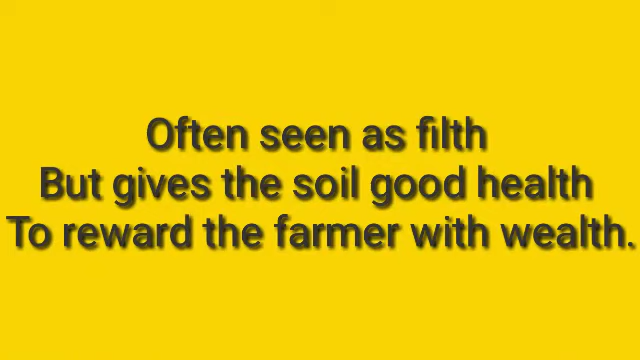 Often seen as filth
But gives the soil good health
To reward the farmer with wealth.